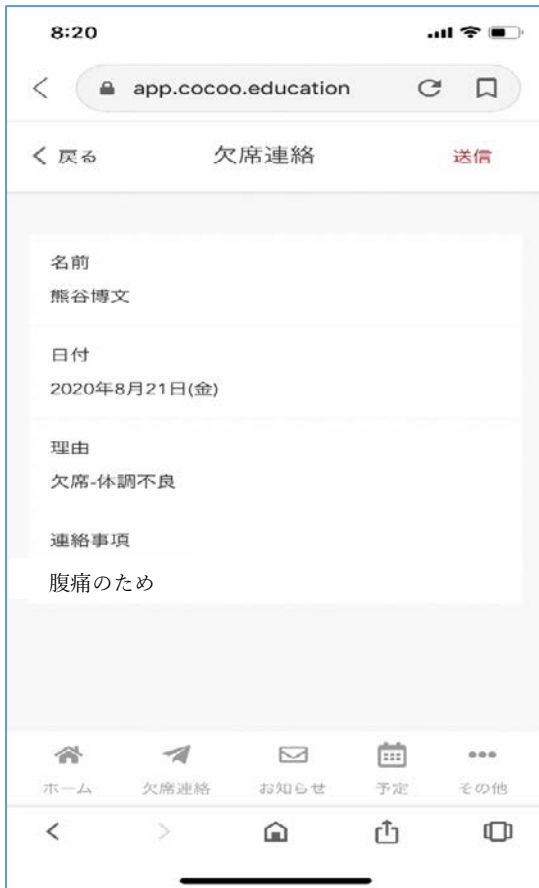 8:20
app.cocoo.education
戻る 欠席連絡 送信
名前
熊谷博文
日付
2020年8月21日(金)
理由
欠席-体調不良
連絡事項
腹痛のため
ホーム 欠席連絡 お知らせ 予定 その他